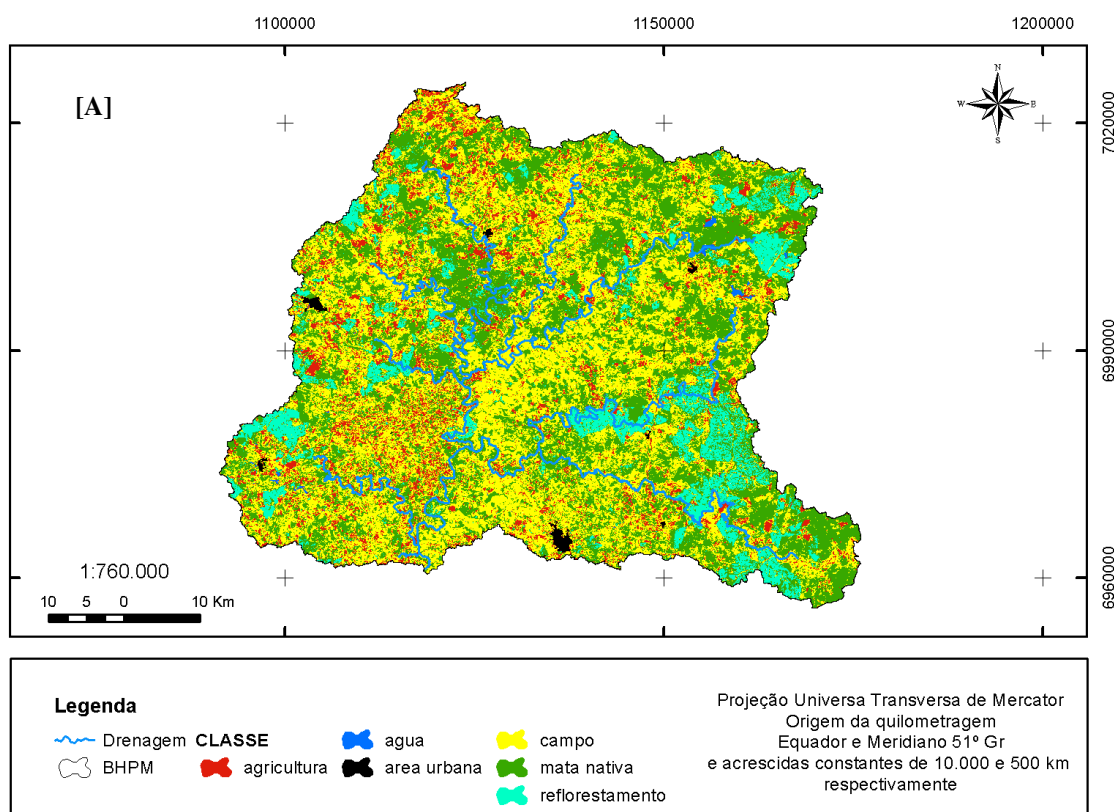 1100000
1150000
1200000
[A]
N
W
E
S
7020000
6990000
6960000
1:760.000
10 5 0 10 Km
Legenda
Drenagem
BHPM
CLASSE
agricultura
agua
area urbana
campo
mata nativa
reflorestamento
Projeção Universa Transversa de Mercator
Origem da quilometragem
Equador e Meridiano 51º Gr
e acrescidas constantes de 10.000 e 500 km
respectivamente